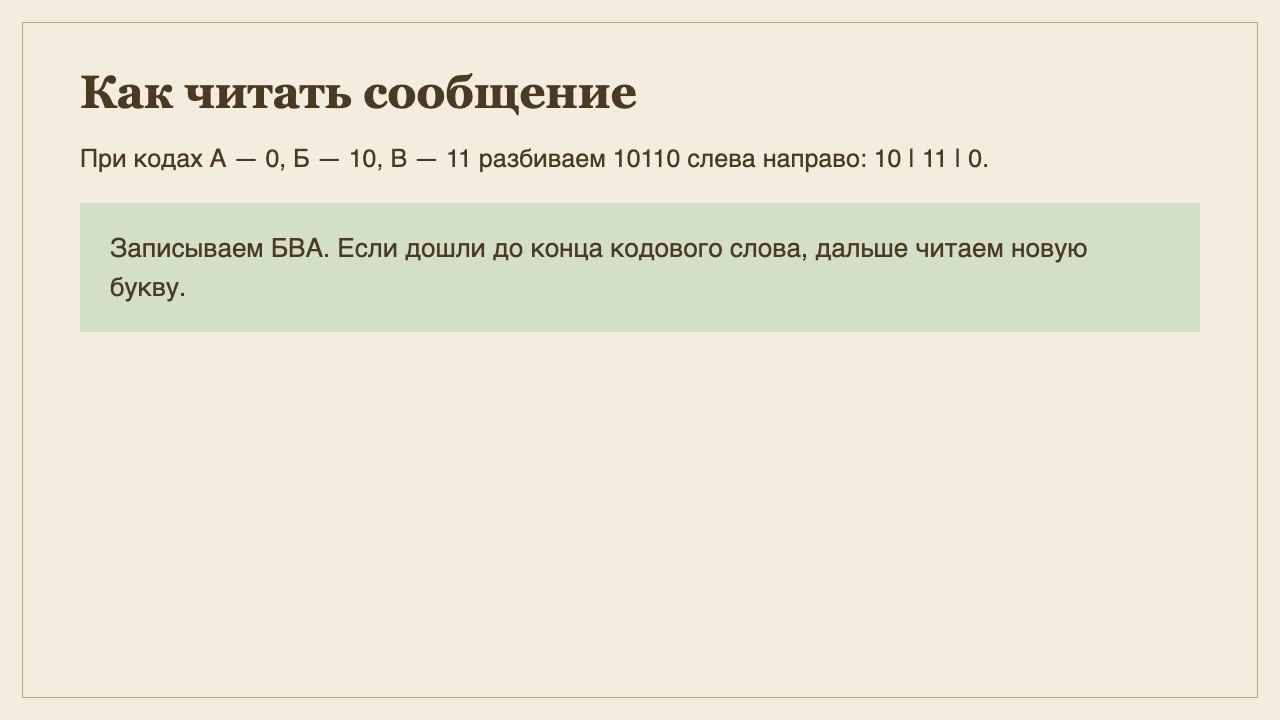 Как читать сообщение
При кодах А — 0, Б — 10, В — 11 разбиваем 10110 слева направо: 10 | 11 | 0.
Записываем БВА. Если дошли до конца кодового слова, дальше читаем новую
букву.